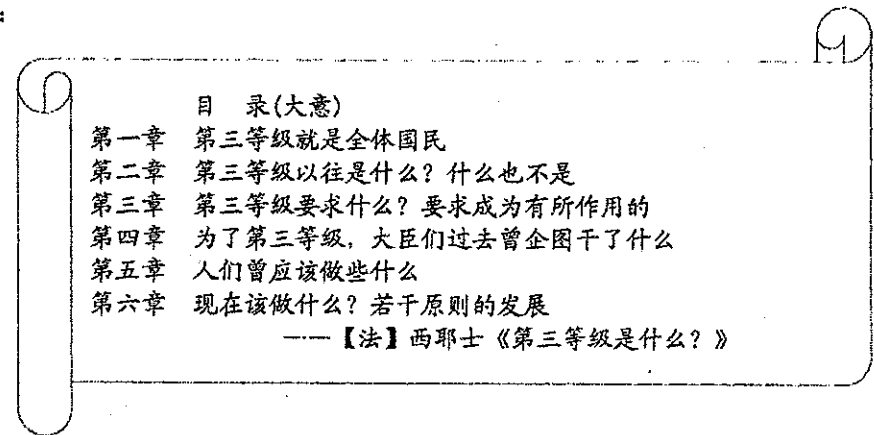 目　录(大意)
第一章　第三等级就是全体国民
第二章　第三等级以往是什么？什么也不是
第三章　第三等级要求什么？要求成为有所作用的
第四章　为了第三等级，大臣们过去曾企图干了什么
第五章　人们曾应该做些什么
第六章　现在该做什么？若干原则的发展
——【法】西耶士《第三等级是什么？》